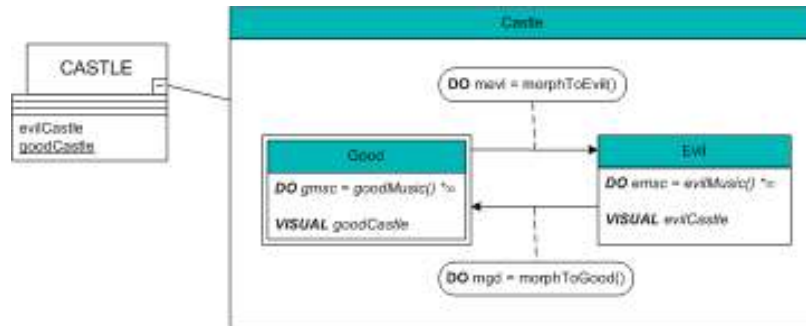 Castle
CASTLE
evilCastle
goodCastle
DO mevl = morphToEvil()
Good
DO gmsc = goodMusic() *∞
VISUAL goodCastle
Evil
DO emsc = evilMusic() *∞
VISUAL evilCastle
DO mgd = morphToGood()